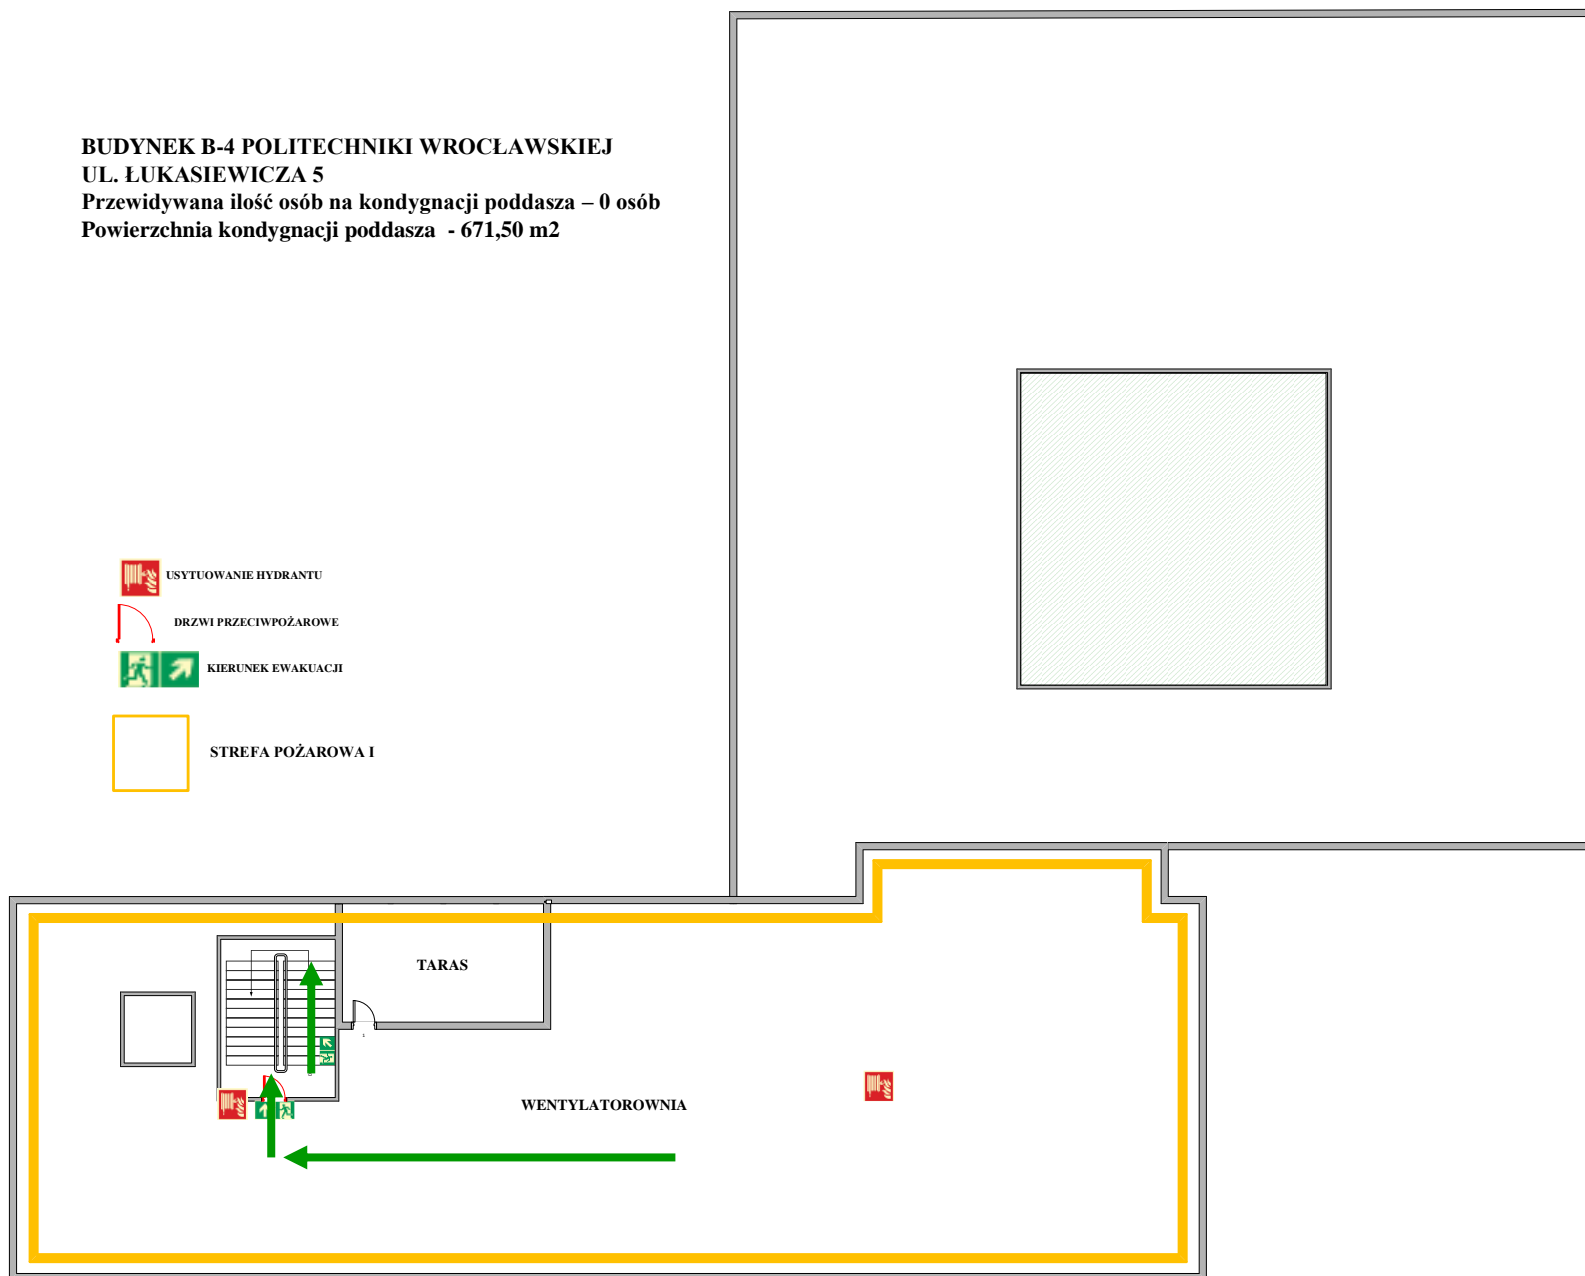 BUDYNEK B-4 POLITECHNIKI WROCŁAWSKIEJ
UL. ŁUKASIEWICZA 5
Przewidywana ilość osób na kondygnacji poddasza – 0 osób
Powierzchnia kondygnacji poddasza - 671,50 m2
USYTUOWANIE HYDRANTU
DRZWI PRZECIWPOŻAROWE
KIERUNEK EWAKUACJI
STREFA POŻAROWA I
TARAS
WENTYLATOROWNIA